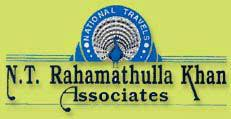 NATIONAL TRAVELS
N.T. Rahamathulla Khan
Associates